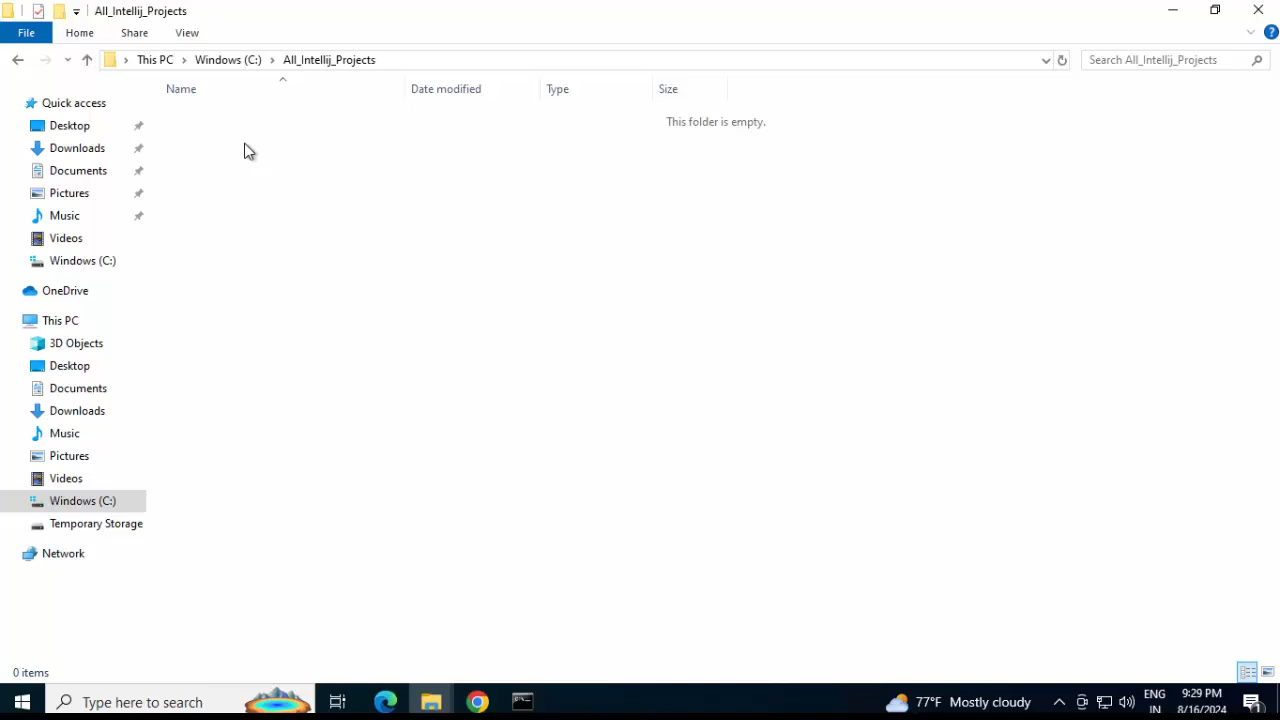 All_Intellij_Projects
File Home Share View
This PC Windows (C:) All_Intellij_Projects
Search All_Intellij_Projects
Name Date modified Type Size
This folder is empty.
Quick access
Desktop
Downloads
Documents
Pictures
Music
Videos
Windows (C:)
OneDrive
This PC
3D Objects
Desktop
Documents
Downloads
Music
Pictures
Videos
Windows (C:)
Temporary Storage
Network
0 items
Type here to search
77°F Mostly cloudy
ENG
IN
9:29 PM
8/16/2024
1